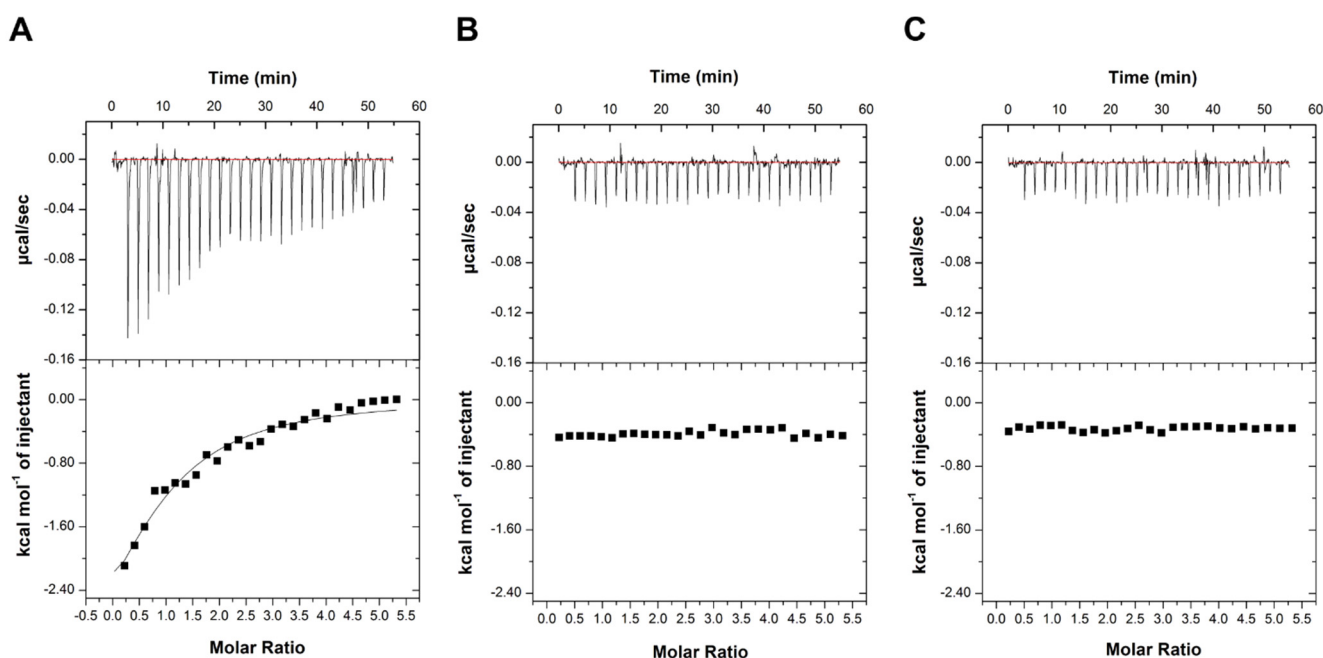 A
B
C
Time (min)
0 10 20 30 40 50 60
0.00
-0.04
-0.08
-0.12
-0.16
µcal/sec
0.00
-0.80
-1.60
-2.40
kcal mol⁻¹ of injectant
-0.5 0.0 0.5 1.0 1.5 2.0 2.5 3.0 3.5 4.0 4.5 5.0 5.5
Molar Ratio
Time (min)
0 10 20 30 40 50 60
0.00
-0.04
-0.08
-0.12
-0.16
µcal/sec
0.00
-0.80
-1.60
-2.40
kcal mol⁻¹ of injectant
0.0 0.5 1.0 1.5 2.0 2.5 3.0 3.5 4.0 4.5 5.0 5.5
Molar Ratio
Time (min)
0 10 20 30 40 50 60
0.00
-0.04
-0.08
-0.12
-0.16
µcal/sec
0.00
-0.80
-1.60
-2.40
kcal mol⁻¹ of injectant
0.0 0.5 1.0 1.5 2.0 2.5 3.0 3.5 4.0 4.5 5.0 5.5
Molar Ratio